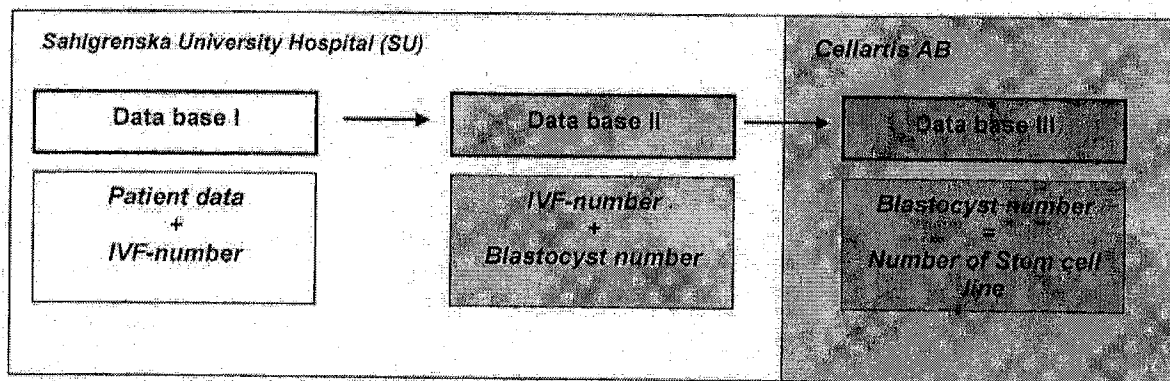 Sahlgrenska University Hospital (SU)
Cellartis AB
Data base I
Data base II
Data base III
Patient data
+
IVF-number
IVF-number
+
Blastocyst number
Blastocyst number
=
Number of Stem cell
line